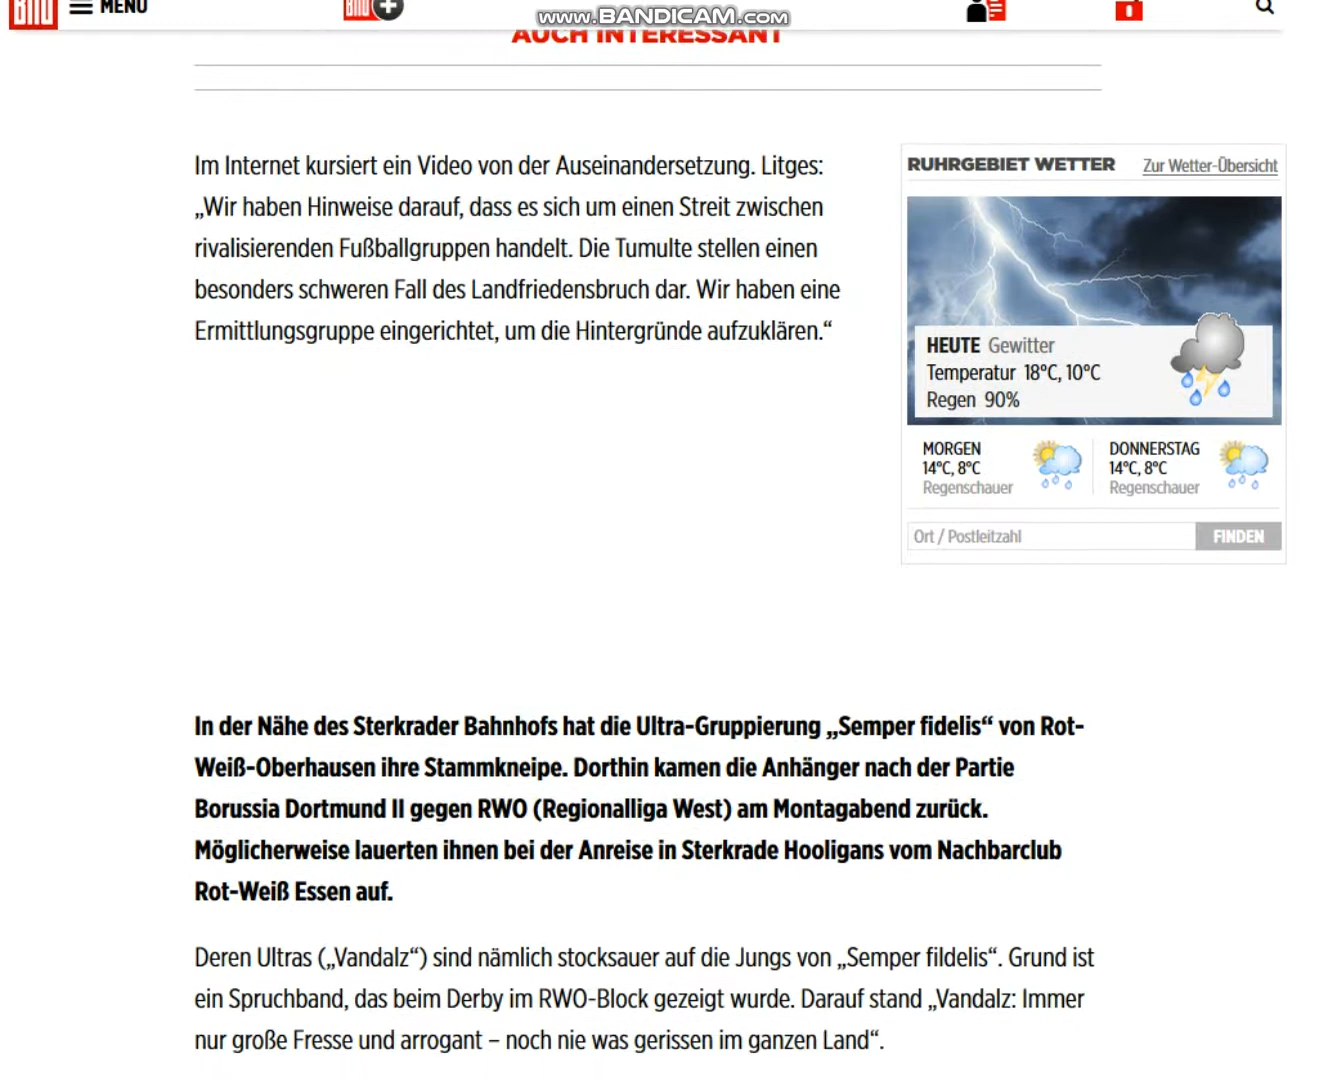 BILD MENÜ BILD+
www.BANDICAM.com
AUCH INTERESSANT
Im Internet kursiert ein Video von der Auseinandersetzung. Litges:
„Wir haben Hinweise darauf, dass es sich um einen Streit zwischen
rivalisierenden Fußballgruppen handelt. Die Tumulte stellen einen
besonders schweren Fall des Landfriedensbruch dar. Wir haben eine
Ermittlungsgruppe eingerichtet, um die Hintergründe aufzuklären.“
RUHRGEBIET WETTER Zur Wetter-Übersicht
HEUTE Gewitter
Temperatur 18°C, 10°C
Regen 90%
MORGEN
14°C, 8°C
Regenschauer
DONNERSTAG
14°C, 8°C
Regenschauer
Ort / Postleitzahl FINDEN
In der Nähe des Sterkrader Bahnhofs hat die Ultra-Gruppierung „Semper fidelis“ von Rot-
Weiß-Oberhausen ihre Stammkneipe. Dorthin kamen die Anhänger nach der Partie
Borussia Dortmund II gegen RWO (Regionalliga West) am Montagabend zurück.
Möglicherweise lauerten ihnen bei der Anreise in Sterkrade Hooligans vom Nachbarclub
Rot-Weiß Essen auf.
Deren Ultras („Vandalz“) sind nämlich stocksauer auf die Jungs von „Semper fildelis“. Grund ist
ein Spruchband, das beim Derby im RWO-Block gezeigt wurde. Darauf stand „Vandalz: Immer
nur große Fresse und arrogant – noch nie was gerissen im ganzen Land“.